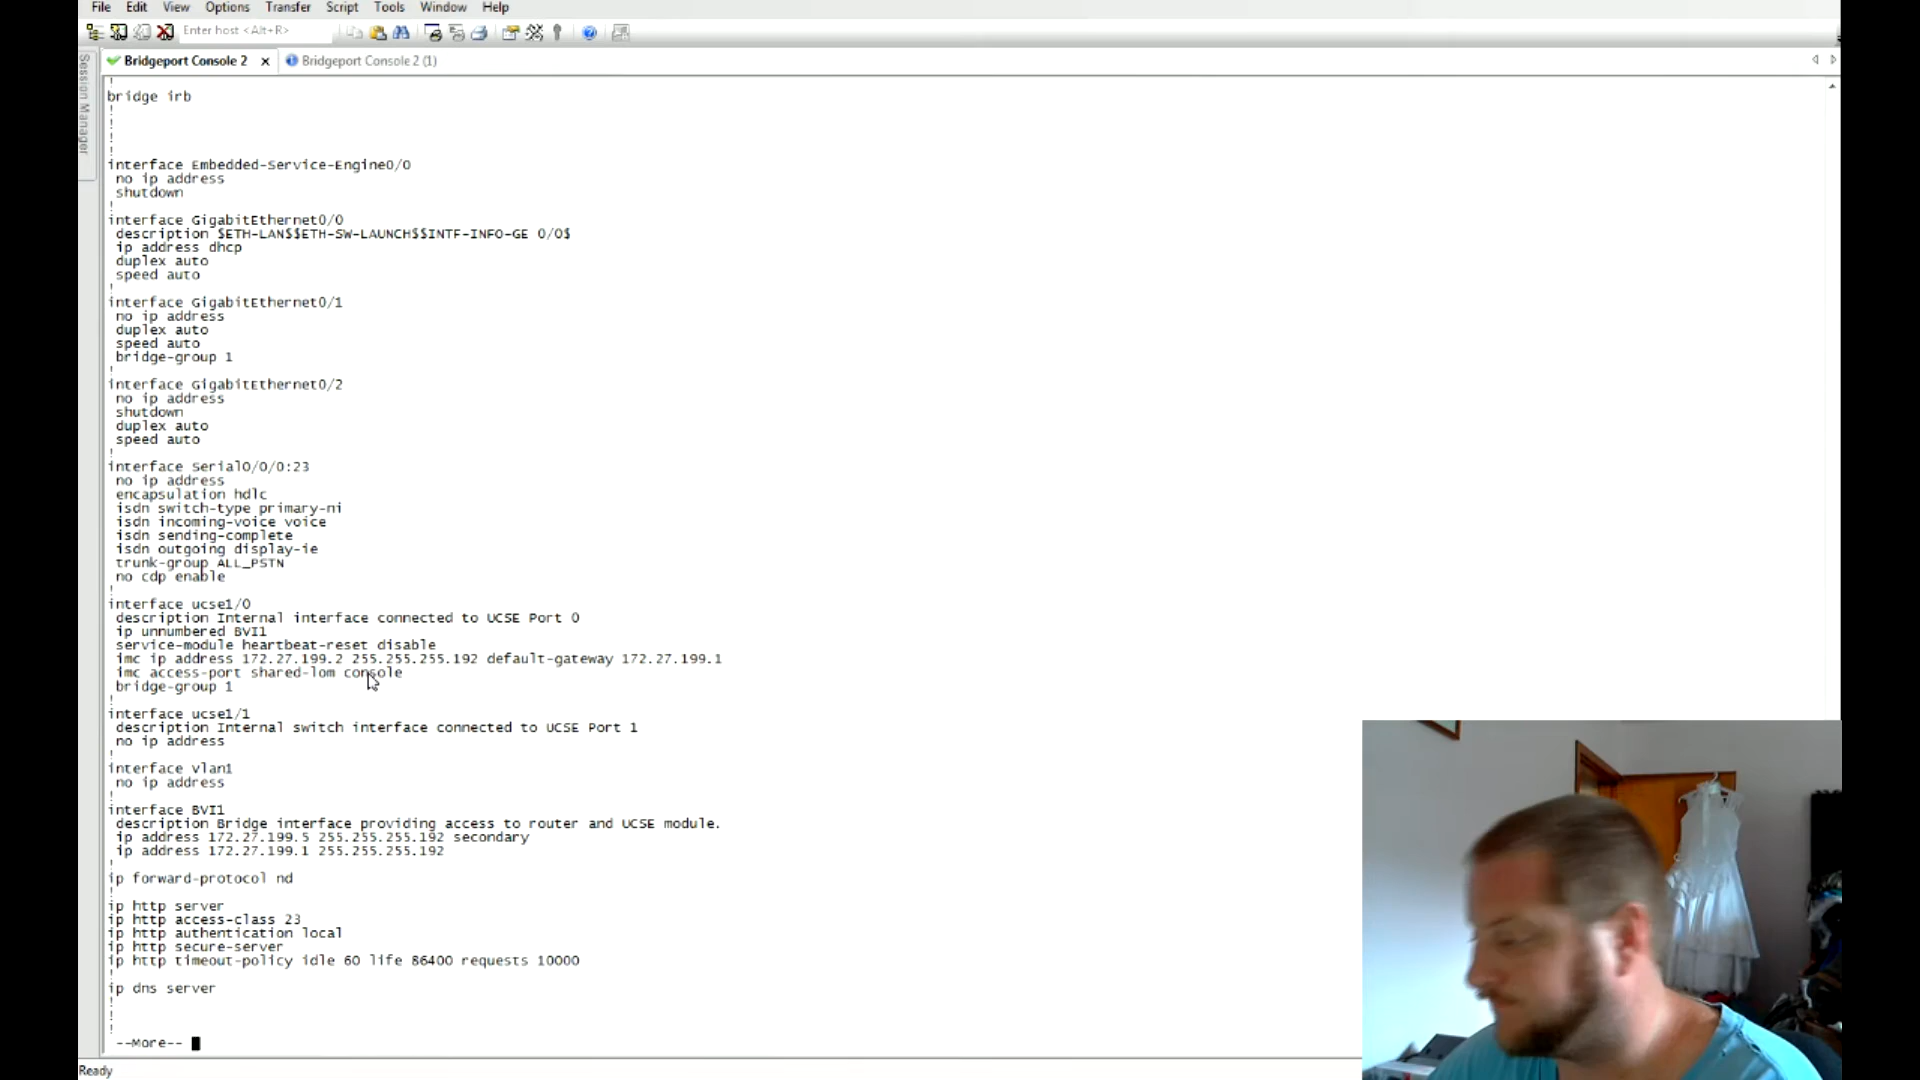 File Edit View Options Transfer Script Tools Window Help
Enter host <Alt+R>
Session Manager
Bridgeport Console 2 x Bridgeport Console 2 (1)
!
bridge irb
!
!
!
!
interface Embedded-Service-Engine0/0
no ip address
shutdown
!
interface GigabitEthernet0/0
description $ETH-LAN$$ETH-SW-LAUNCH$$INTF-INFO-GE 0/0$
ip address dhcp
duplex auto
speed auto
!
interface GigabitEthernet0/1
no ip address
duplex auto
speed auto
bridge-group 1
!
interface GigabitEthernet0/2
no ip address
shutdown
duplex auto
speed auto
!
interface Serial0/0/0:23
no ip address
encapsulation hdlc
isdn switch-type primary-ni
isdn incoming-voice voice
isdn sending-complete
isdn outgoing display-ie
trunk-group ALL_PSTN
no cdp enable
!
interface ucse1/0
description Internal interface connected to UCSE Port 0
ip unnumbered BVI1
service-module heartbeat-reset disable
imc ip address 172.27.199.2 255.255.255.192 default-gateway 172.27.199.1
imc access-port shared-lom console
bridge-group 1
!
interface ucse1/1
description Internal switch interface connected to UCSE Port 1
no ip address
!
interface Vlan1
no ip address
!
interface BVI1
description Bridge interface providing access to router and UCSE module.
ip address 172.27.199.5 255.255.255.192 secondary
ip address 172.27.199.1 255.255.255.192
!
ip forward-protocol nd
!
ip http server
ip http access-class 23
ip http authentication local
ip http secure-server
ip http timeout-policy idle 60 life 86400 requests 10000
!
ip dns server
!
!
!
--More--
Ready